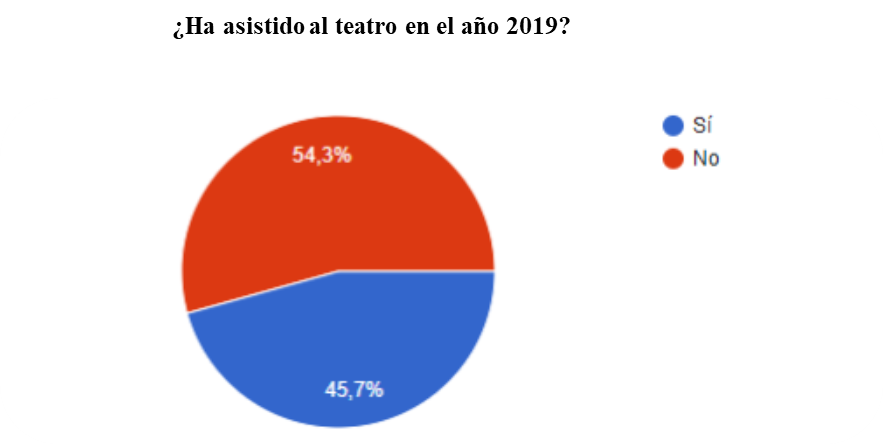 ¿Ha asistido al teatro en el año 2019?
Sí
No
54,3%
45,7%